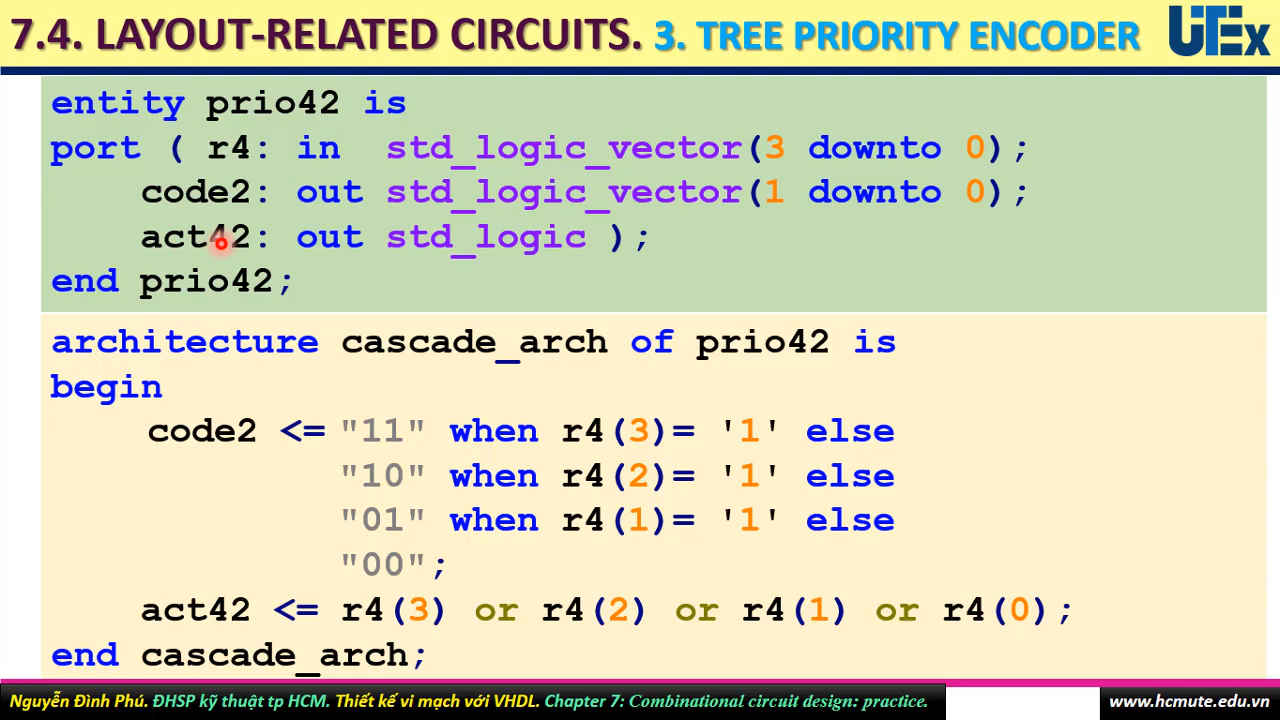 7.4. LAYOUT-RELATED CIRCUITS. 3. TREE PRIORITY ENCODER UTEx
entity prio42 is
port ( r4: in std_logic_vector(3 downto 0);
code2: out std_logic_vector(1 downto 0);
act42: out std_logic );
end prio42;
architecture cascade_arch of prio42 is
begin
code2 <= "11" when r4(3)= '1' else
"10" when r4(2)= '1' else
"01" when r4(1)= '1' else
"00";
act42 <= r4(3) or r4(2) or r4(1) or r4(0);
end cascade_arch;
Nguyễn Đình Phú. ĐHSP kỹ thuật tp HCM. Thiết kế vi mạch với VHDL. Chapter 7: Combinational circuit design: practice. www.hcmute.edu.vn